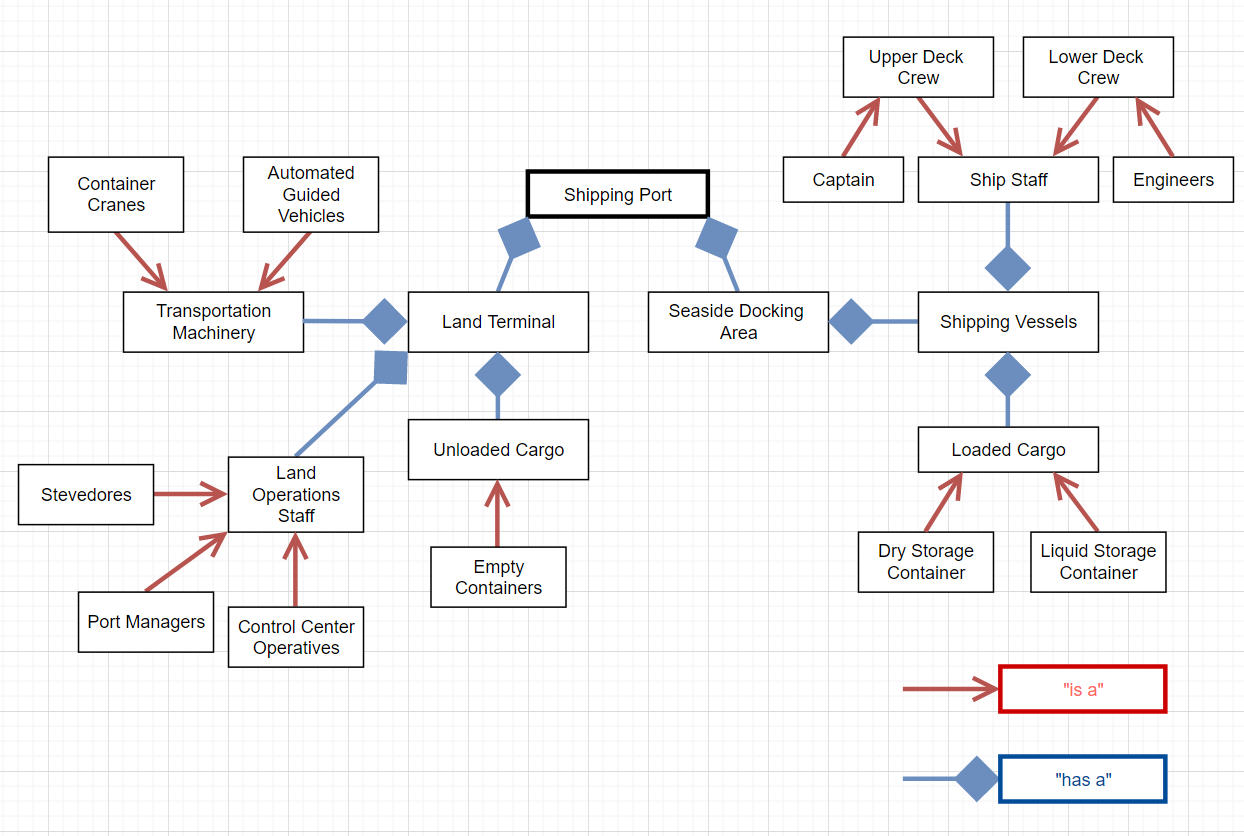 Upper Deck
Crew
Lower Deck
Crew
Container
Cranes
Automated
Guided
Vehicles
Shipping Port
Captain
Ship Staff
Engineers
Transportation
Machinery
Land Terminal
Seaside Docking
Area
Shipping Vessels
Unloaded Cargo
Loaded Cargo
Stevedores
Land
Operations
Staff
Empty
Containers
Dry Storage
Container
Liquid Storage
Container
Port Managers
Control Center
Operatives
"is a"
"has a"